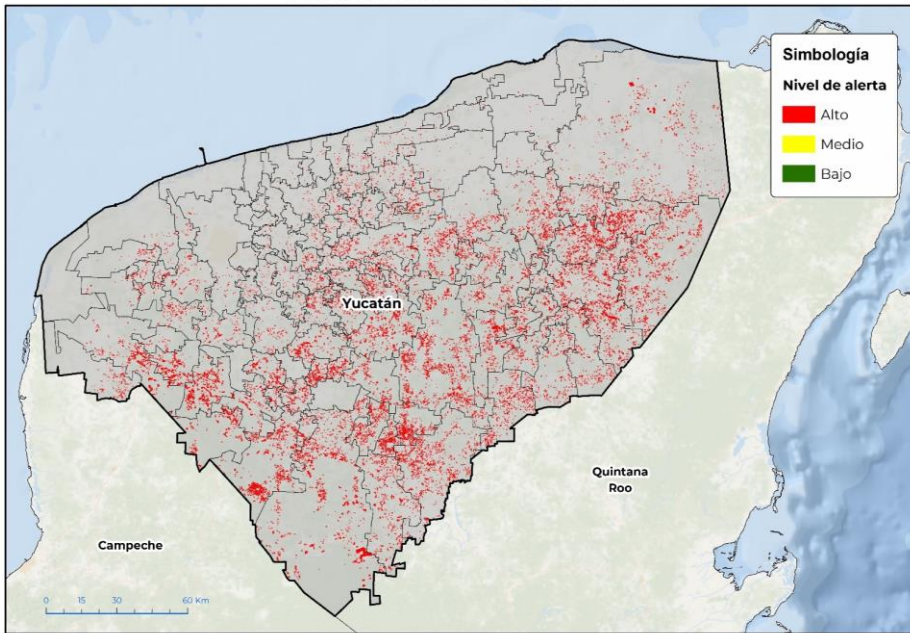 Simbología
Nivel de alerta
Alto
Medio
Bajo
Yucatán
Quintana
Roo
Campeche
0 15 30 60 Km